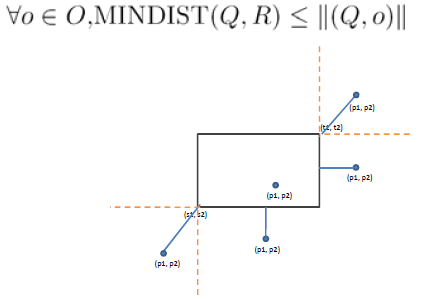 ∀o ∈ O,MINDIST(Q, R) ≤ ||(Q, o)||
(p1, p2)
(t1, t2)
(p1, p2)
(p1, p2)
(s1, s2)
(p1, p2)
(p1, p2)